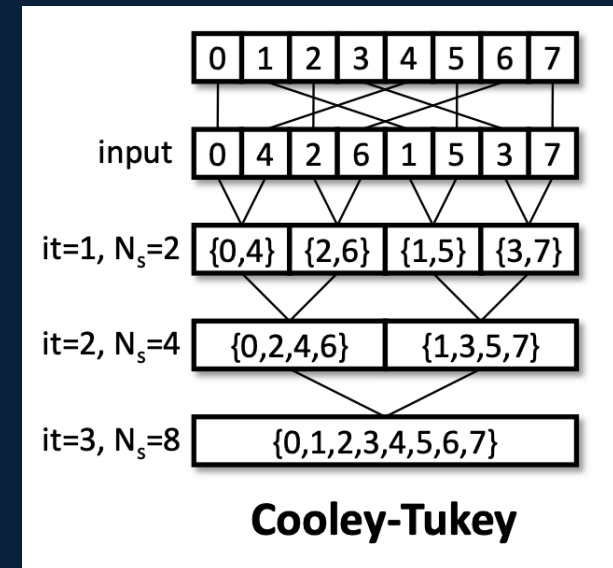 0 1 2 3 4 5 6 7
input 0 4 2 6 1 5 3 7
it=1, Nₛ=2 {0,4} {2,6} {1,5} {3,7}
it=2, Nₛ=4 {0,2,4,6} {1,3,5,7}
it=3, Nₛ=8 {0,1,2,3,4,5,6,7}
Cooley-Tukey